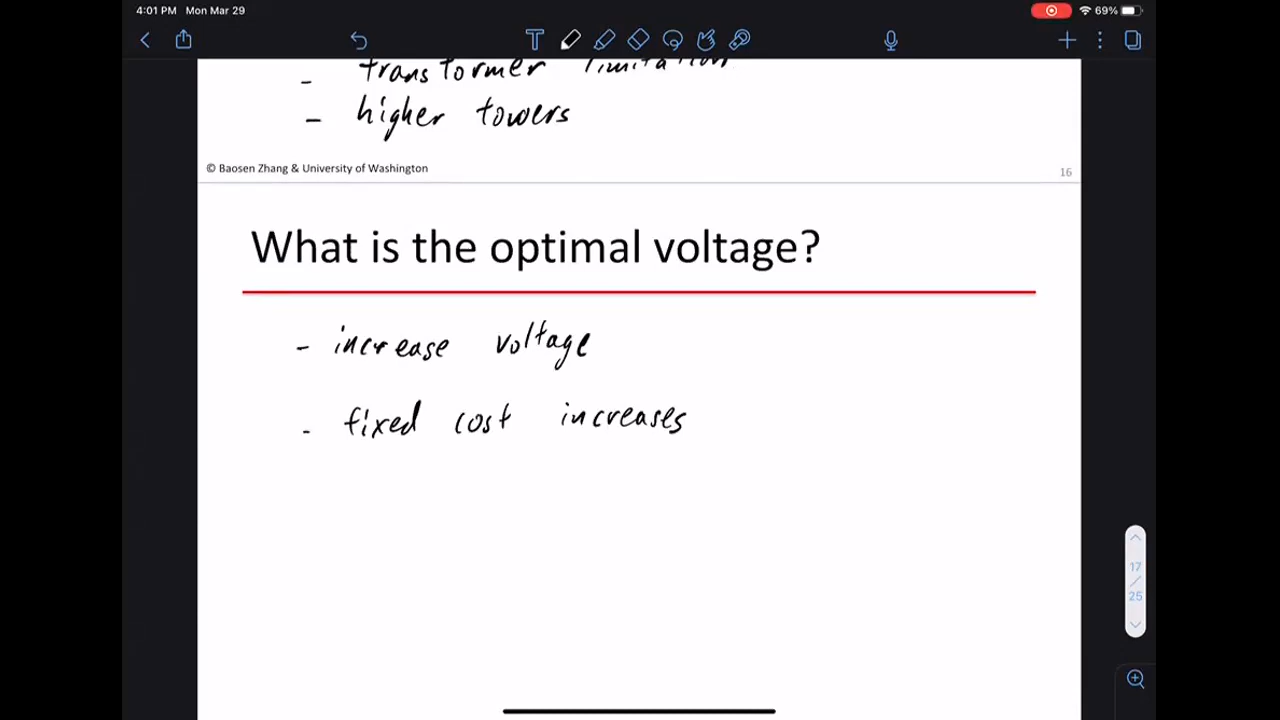 4:01 PM Mon Mar 29
69%
- transformer limitation
- higher towers
© Baosen Zhang & University of Washington
16
What is the optimal voltage?
- increase voltage
- fixed cost increases
17
/
25